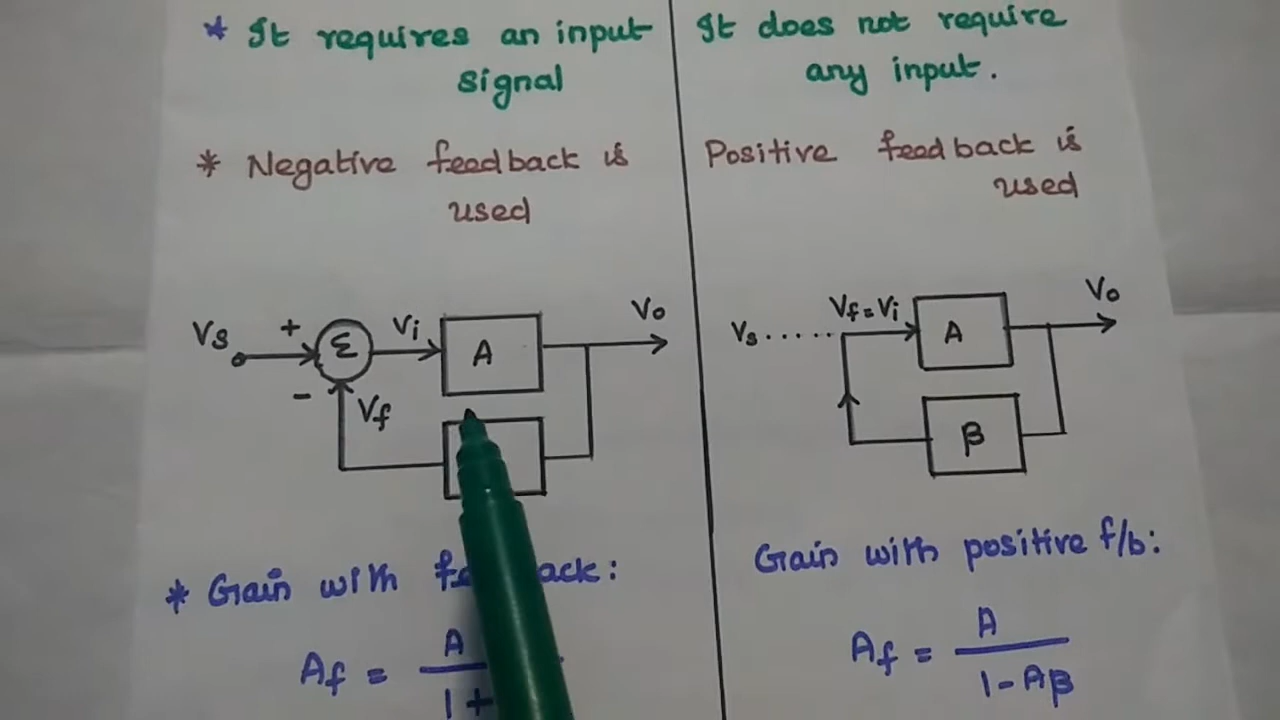 * It requires an input
signal
* Negative feedback is
used
Vs + Σ Vi A Vo
- Vf
* Gain with
Af = A
1 +
It does not require
any input.
Positive feedback is
used
Vs ..... Vf = Vi A Vo
β
Gain with positive f/b:
Af = A
1 - Aβ